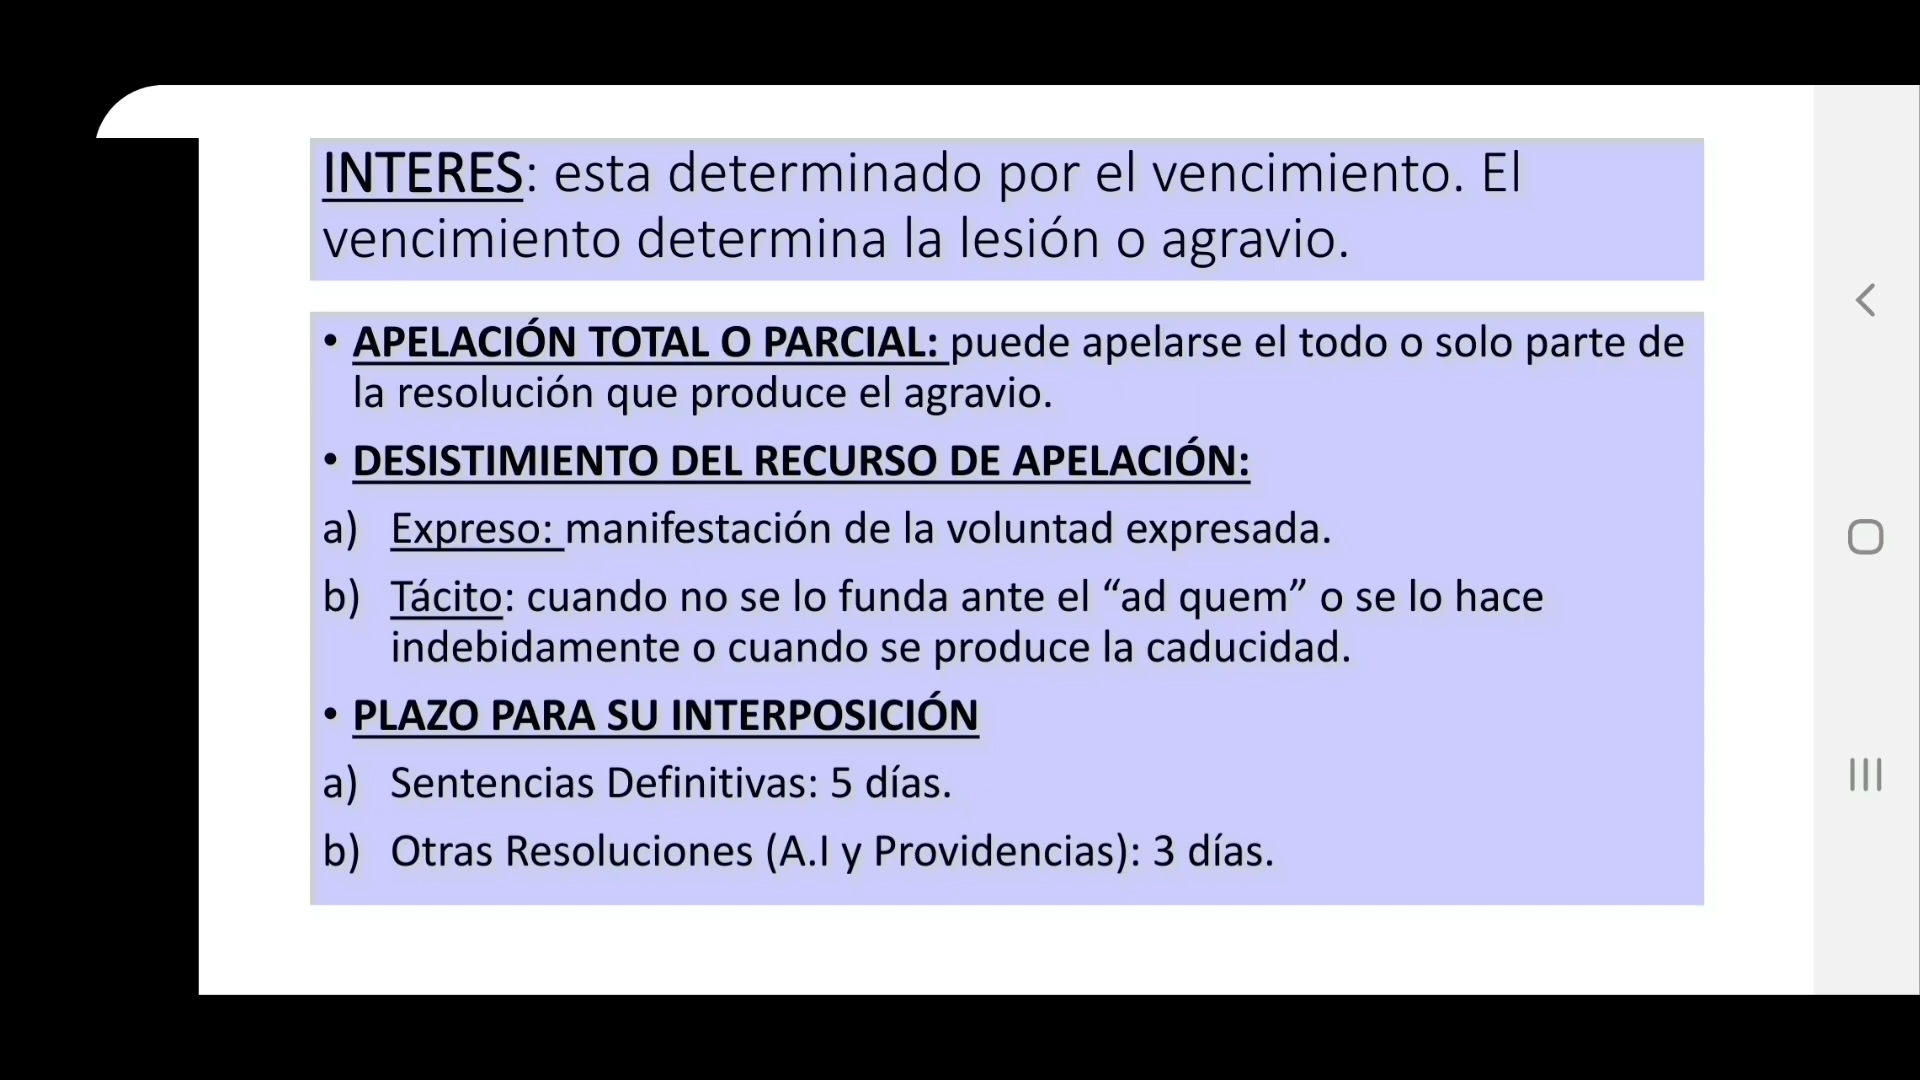 INTERES: esta determinado por el vencimiento. El
vencimiento determina la lesión o agravio.
• APELACIÓN TOTAL O PARCIAL: puede apelarse el todo o solo parte de
la resolución que produce el agravio.
• DESISTIMIENTO DEL RECURSO DE APELACIÓN:
a) Expreso: manifestación de la voluntad expresada.
b) Tácito: cuando no se lo funda ante el “ad quem” o se lo hace
indebidamente o cuando se produce la caducidad.
• PLAZO PARA SU INTERPOSICIÓN
a) Sentencias Definitivas: 5 días.
b) Otras Resoluciones (A.I y Providencias): 3 días.